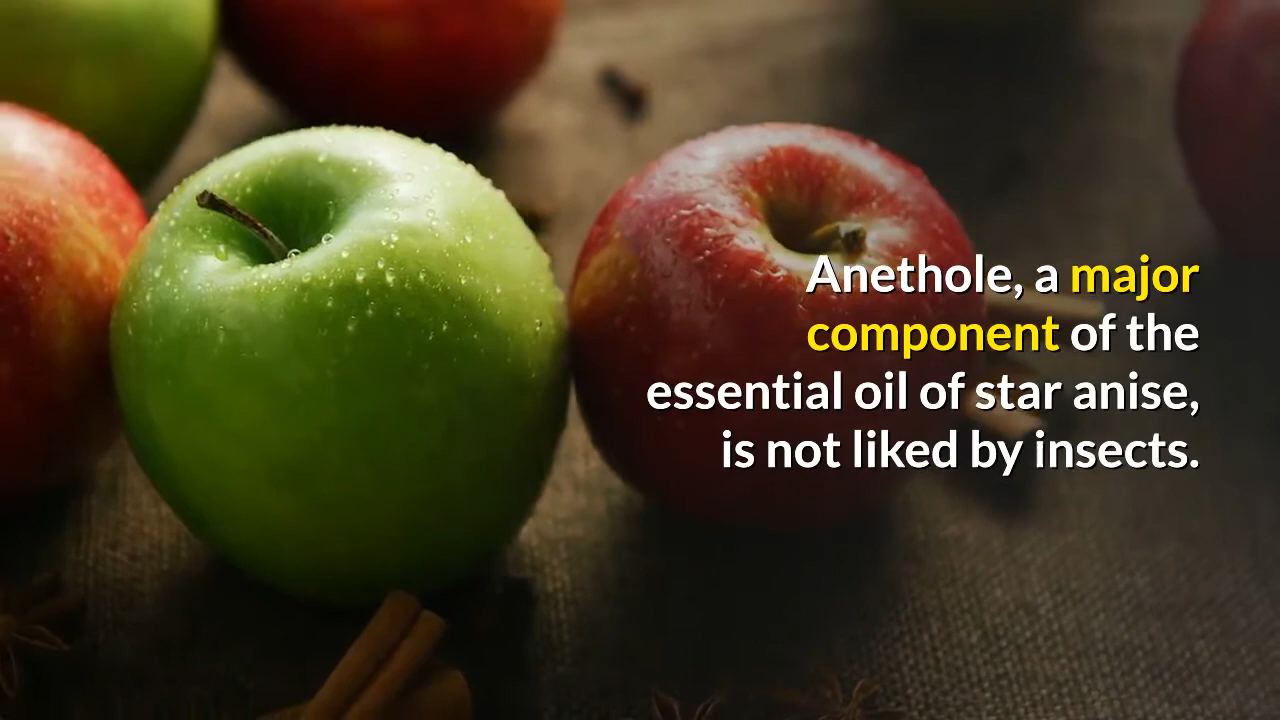 Anethole, a major
component of the
essential oil of star anise,
is not liked by insects.